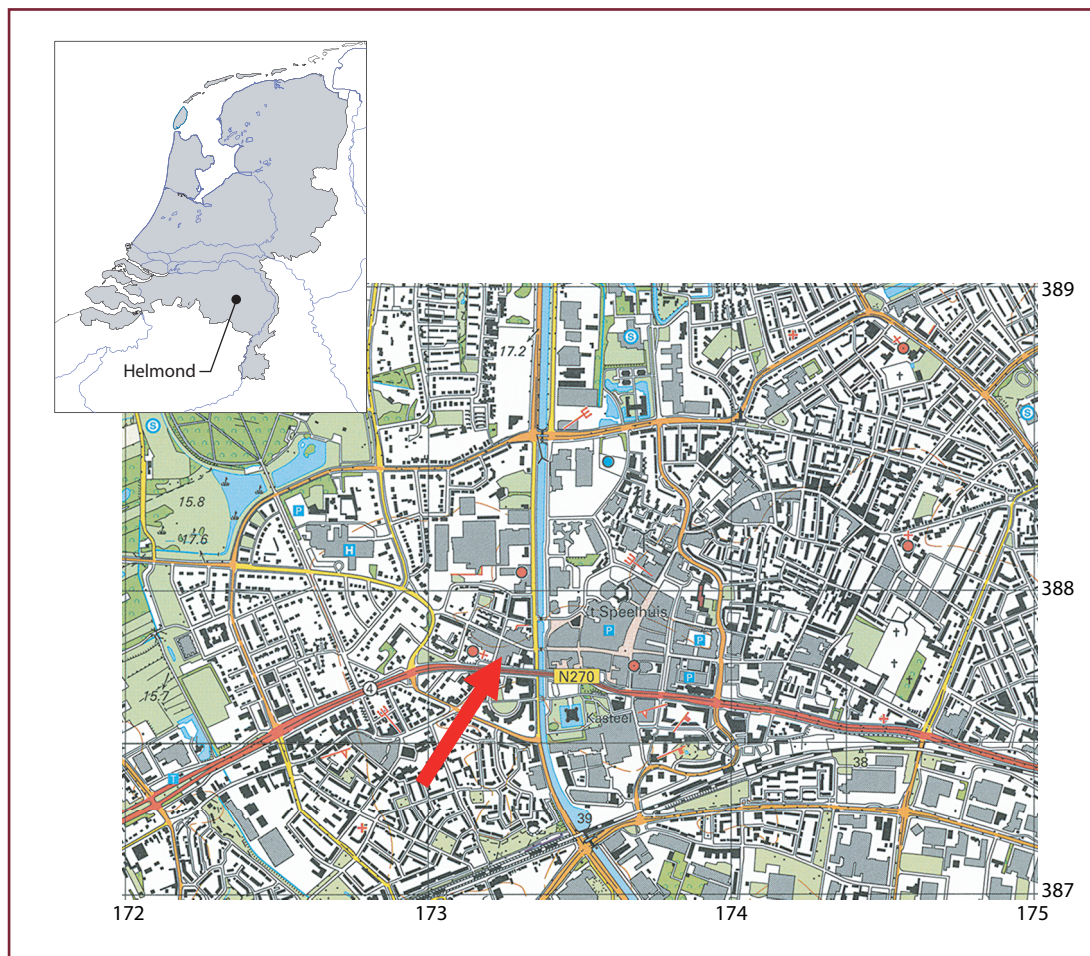 Helmond
389
17.2
S
S
S
15.8
17.6
P
H
388
't Speelhuis
P
P
N270
P
4
15.7
Kasteel
T
38
39
387
172
173
174
175